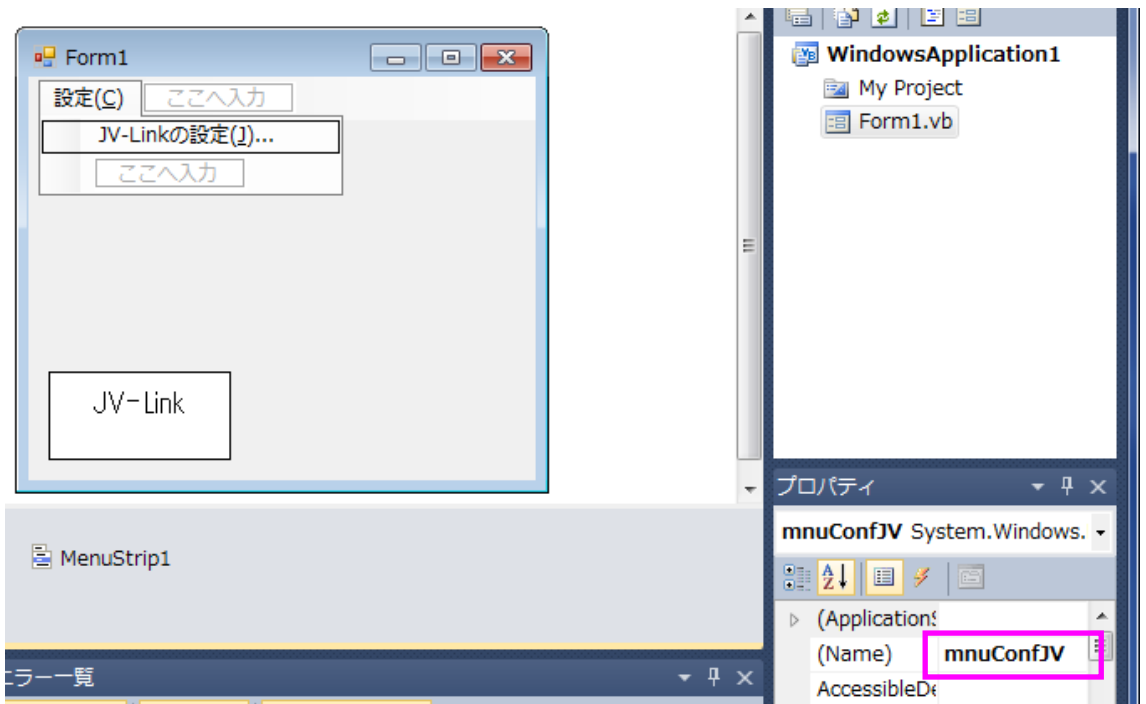 Form1
設定(C) ここへ入力
JV-Linkの設定(J)...
ここへ入力
JV-Link
MenuStrip1
エラー一覧
WindowsApplication1
My Project
Form1.vb
プロパティ
mnuConfJV System.Windows.
(Application
(Name) mnuConfJV
AccessibleDe